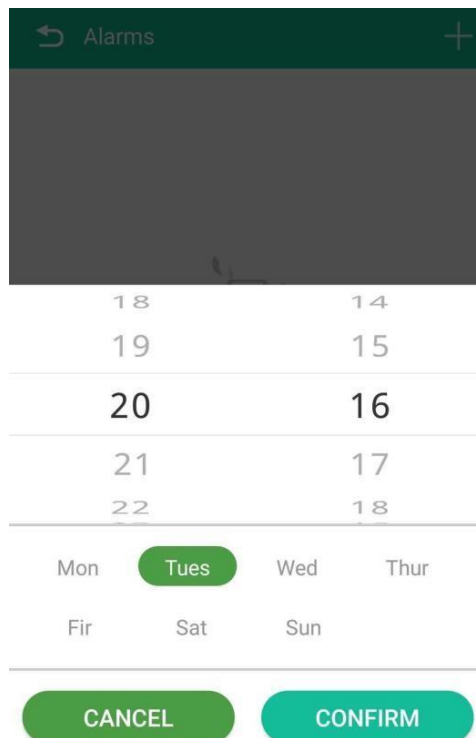 Alarms
18 14
19 15
20 16
21 17
22 18
Mon Tues Wed Thur
Fir Sat Sun
CANCEL CONFIRM